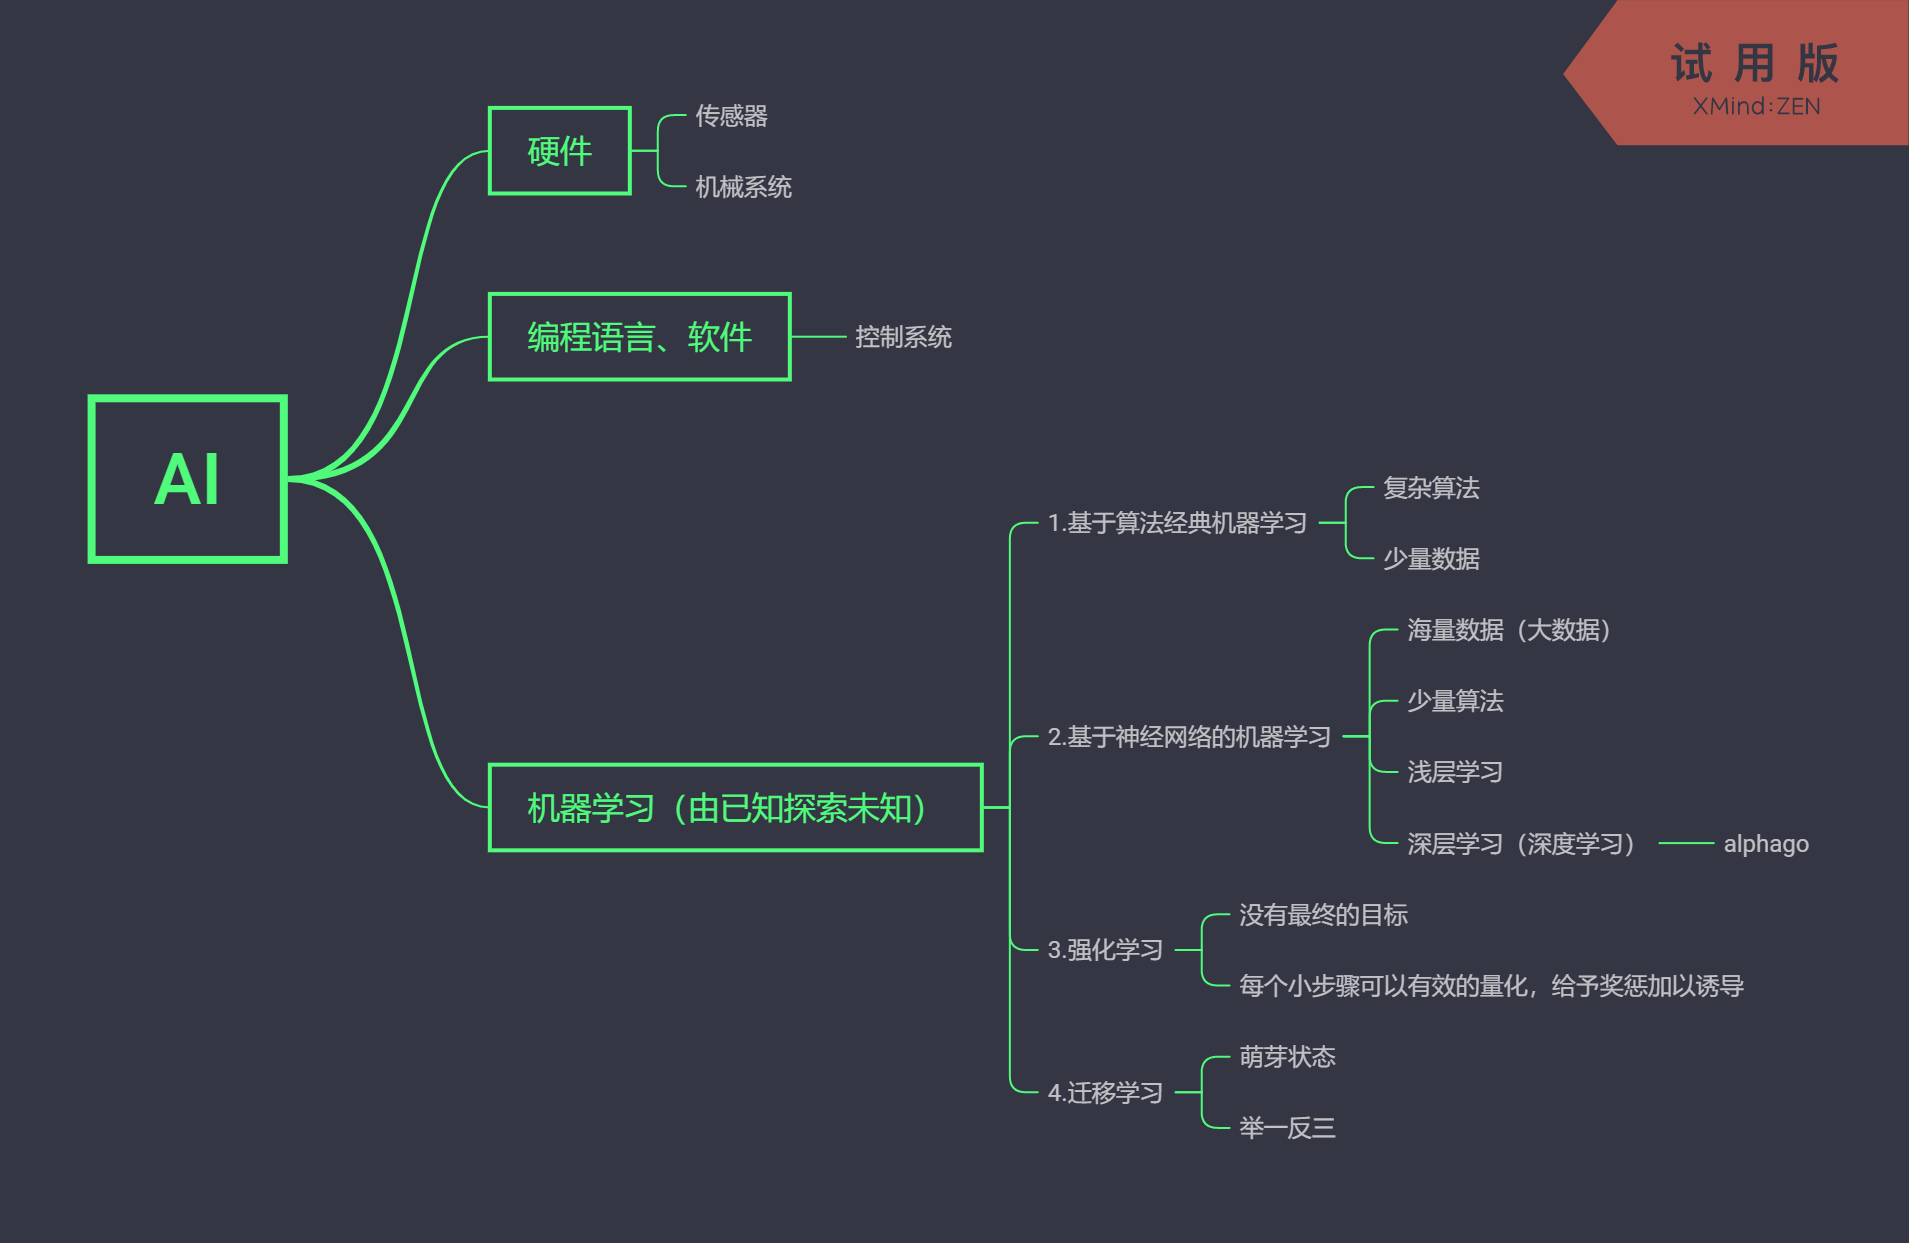 试用版
XMind:ZEN
AI
硬件
传感器
机械系统
编程语言、软件
控制系统
机器学习（由已知探索未知）
1.基于算法经典机器学习
复杂算法
少量数据
2.基于神经网络的机器学习
海量数据（大数据）
少量算法
浅层学习
深层学习（深度学习）
alphago
3.强化学习
没有最终的目标
每个小步骤可以有效的量化，给予奖惩加以诱导
4.迁移学习
萌芽状态
举一反三